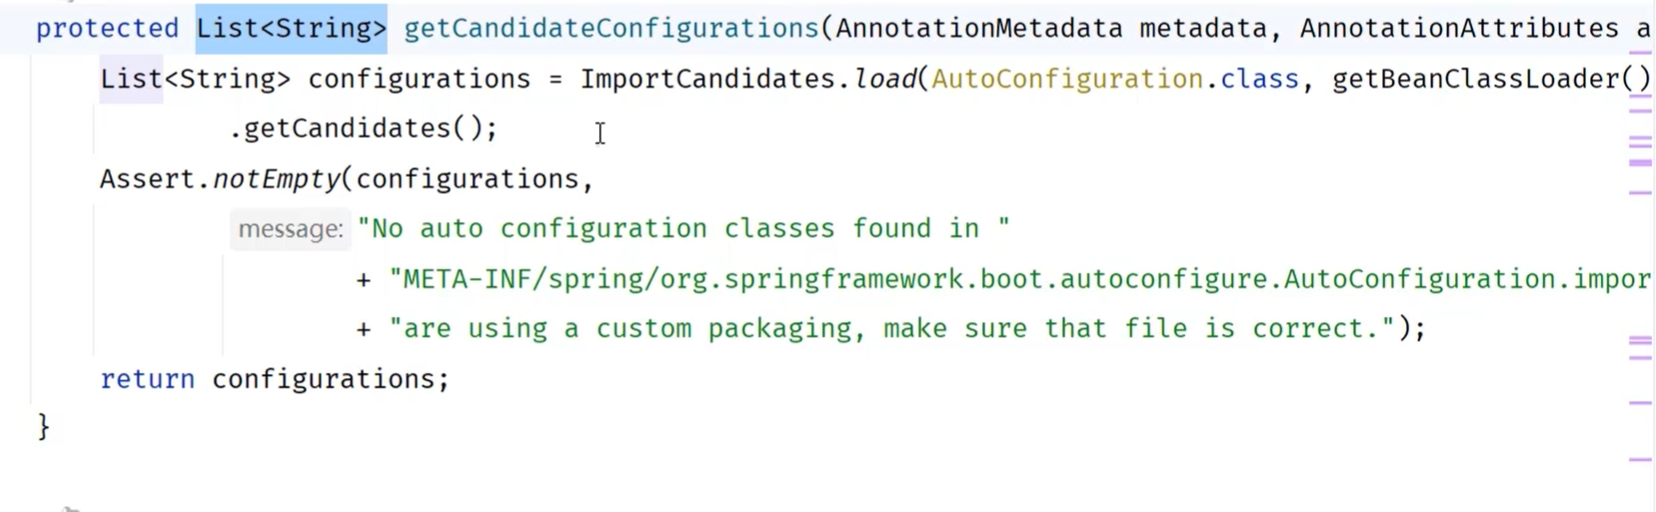 protected List<String> getCandidateConfigurations(AnnotationMetadata metadata, AnnotationAttributes a
List<String> configurations = ImportCandidates.load(AutoConfiguration.class, getBeanClassLoader()
.getCandidates();
Assert.notEmpty(configurations,
message: "No auto configuration classes found in "
+ "META-INF/spring/org.springframework.boot.autoconfigure.AutoConfiguration.impor
+ "are using a custom packaging, make sure that file is correct.");
return configurations;
}